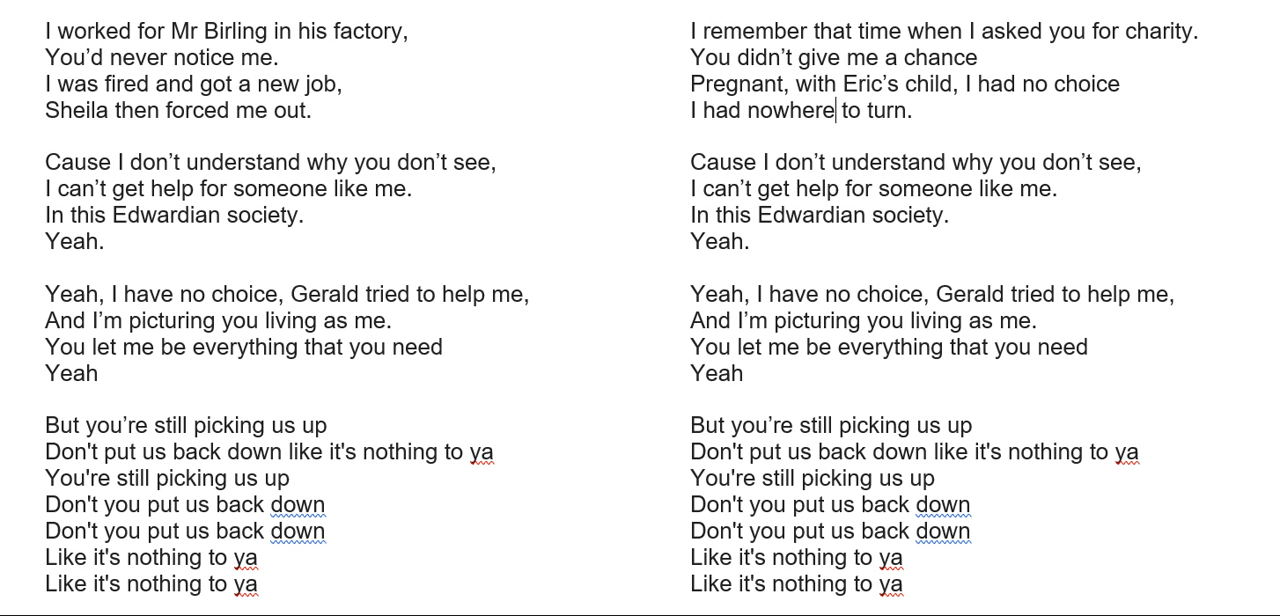 I worked for Mr Birling in his factory,
You’d never notice me.
I was fired and got a new job,
Sheila then forced me out.

Cause I don’t understand why you don’t see,
I can’t get help for someone like me.
In this Edwardian society.
Yeah.

Yeah, I have no choice, Gerald tried to help me,
And I’m picturing you living as me.
You let me be everything that you need
Yeah

But you’re still picking us up
Don't put us back down like it's nothing to ya
You're still picking us up
Don't you put us back down
Don't you put us back down
Like it's nothing to ya
Like it's nothing to ya

I remember that time when I asked you for charity.
You didn’t give me a chance
Pregnant, with Eric’s child, I had no choice
I had nowhere to turn.

Cause I don’t understand why you don’t see,
I can’t get help for someone like me.
In this Edwardian society.
Yeah.

Yeah, I have no choice, Gerald tried to help me,
And I’m picturing you living as me.
You let me be everything that you need
Yeah

But you’re still picking us up
Don't put us back down like it's nothing to ya
You're still picking us up
Don't you put us back down
Don't you put us back down
Like it's nothing to ya
Like it's nothing to ya